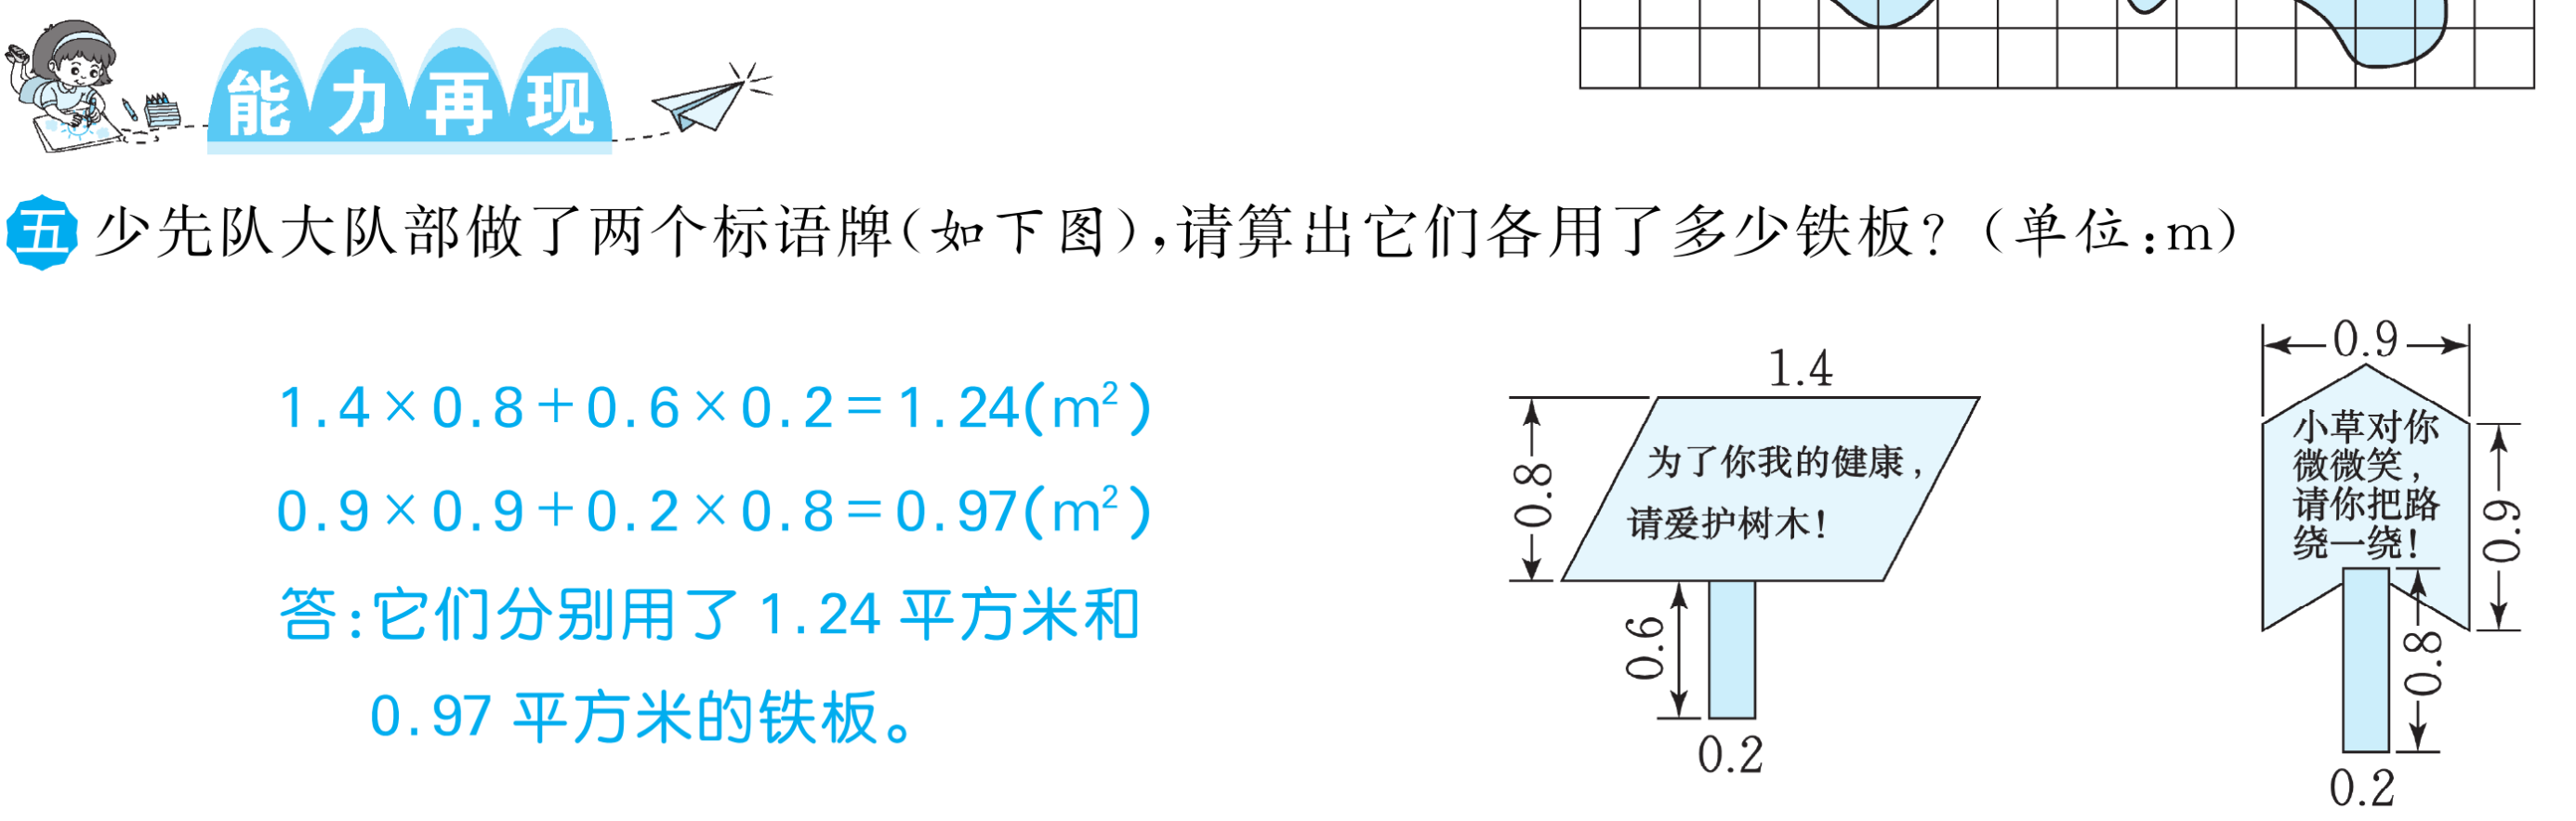 能力再现
五 少先队大队部做了两个标语牌(如下图),请算出它们各用了多少铁板?(单位:m)
1.4×0.8+0.6×0.2=1.24(m²)
0.9×0.9+0.2×0.8=0.97(m²)
答:它们分别用了 1.24 平方米和
0.97 平方米的铁板。
1.4
0.8
为了你我的健康,
请爱护树木!
0.6
0.2
0.9
小草对你
微微笑,
请你把路
绕一绕!
0.9
0.8
0.2